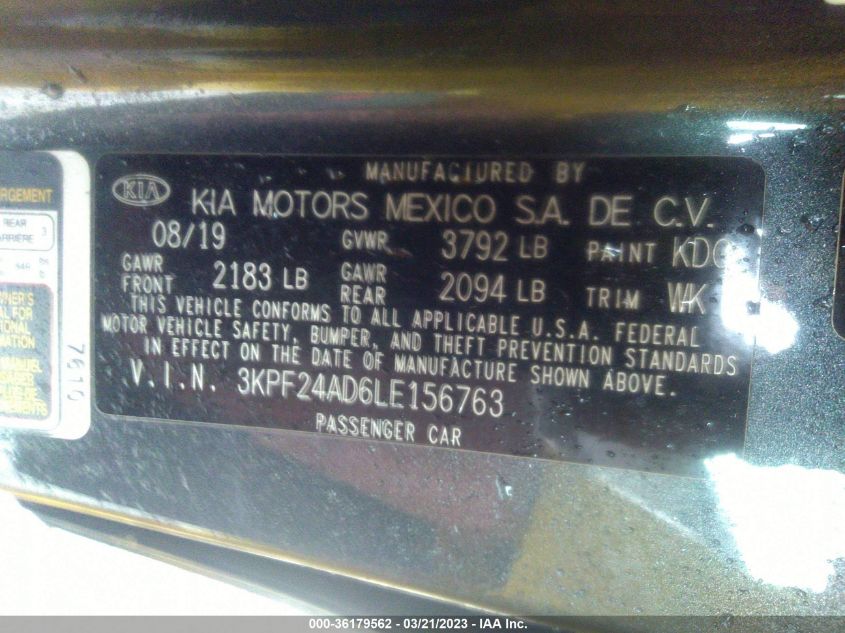 MANUFACTURED BY
KIA KIA MOTORS MEXICO S.A. DE C.V.
08/19 GVWR 3792 LB PAINT KDG
GAWR FRONT 2183 LB GAWR REAR 2094 LB TRIM WK
THIS VEHICLE CONFORMS TO ALL APPLICABLE U.S.A. FEDERAL
MOTOR VEHICLE SAFETY, BUMPER, AND THEFT PREVENTION STANDARDS
IN EFFECT ON THE DATE OF MANUFACTURE SHOWN ABOVE.
V.I.N. 3KPF24AD6LE156763
PASSENGER CAR
REAR
3
7610
000-36179562 - 03/21/2023 - IAA Inc.